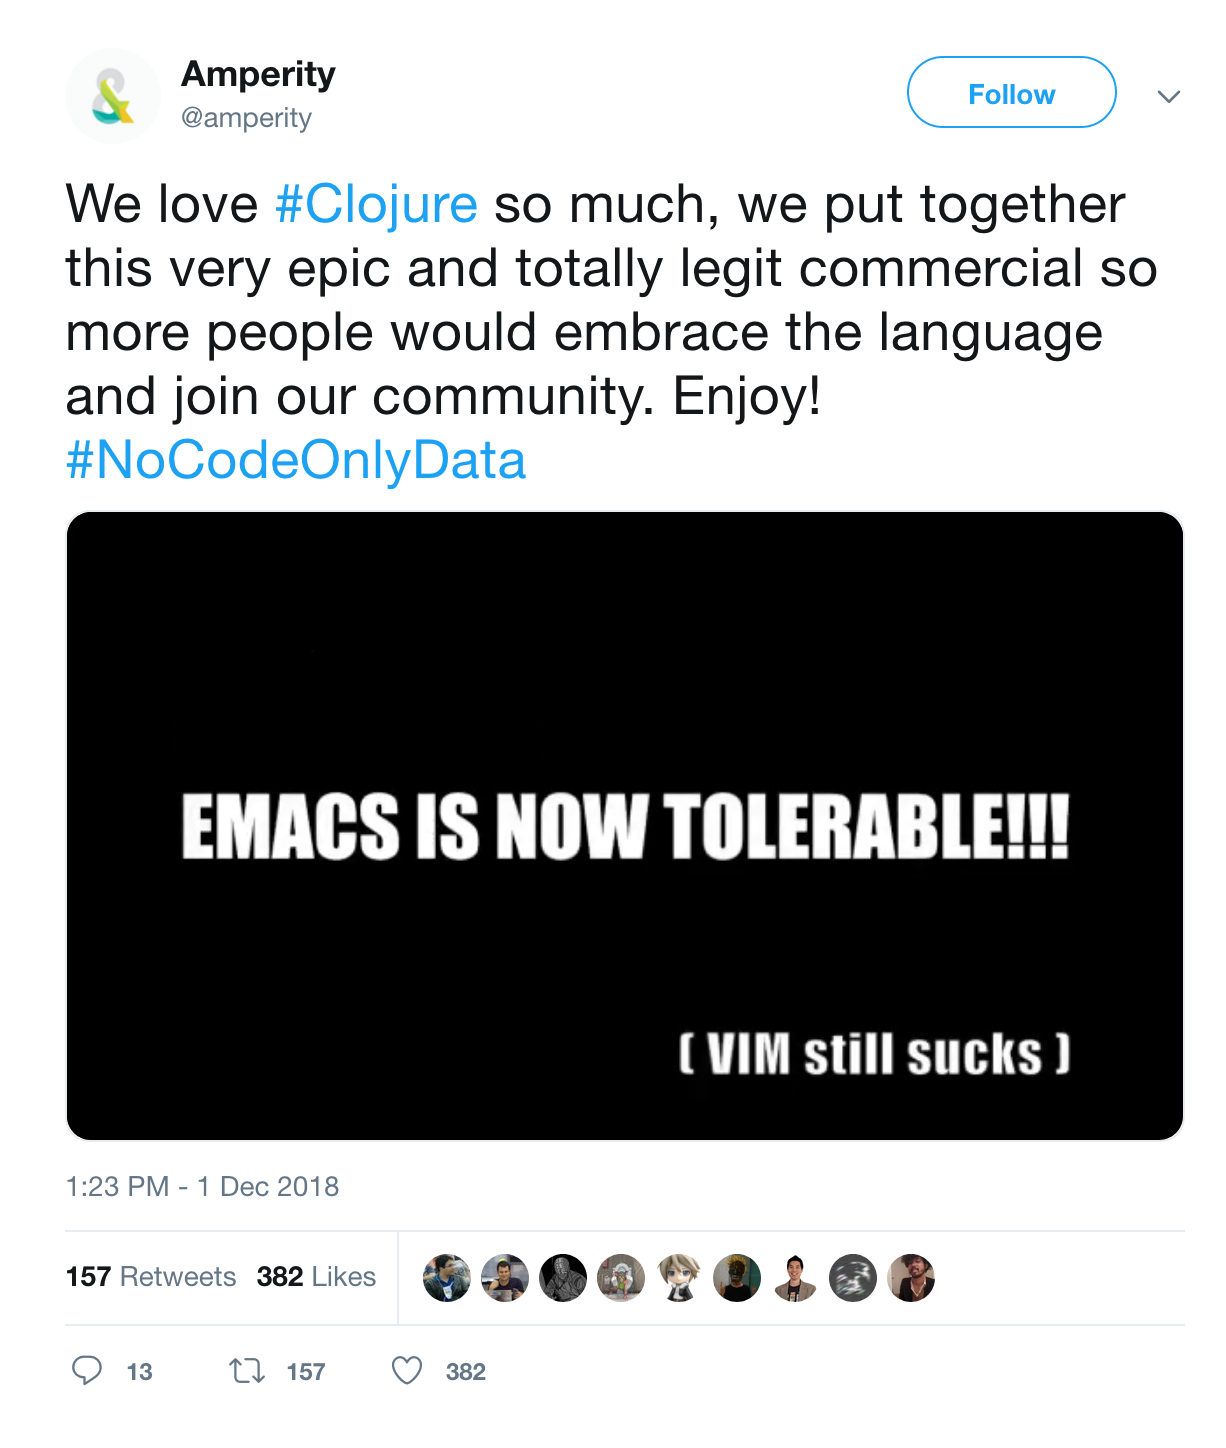 Amperity
@amperity
Follow
We love #Clojure so much, we put together
this very epic and totally legit commercial so
more people would embrace the language
and join our community. Enjoy!
#NoCodeOnlyData
EMACS IS NOW TOLERABLE!!!
( VIM still sucks )
1:23 PM - 1 Dec 2018
157 Retweets 382 Likes
13 157 382